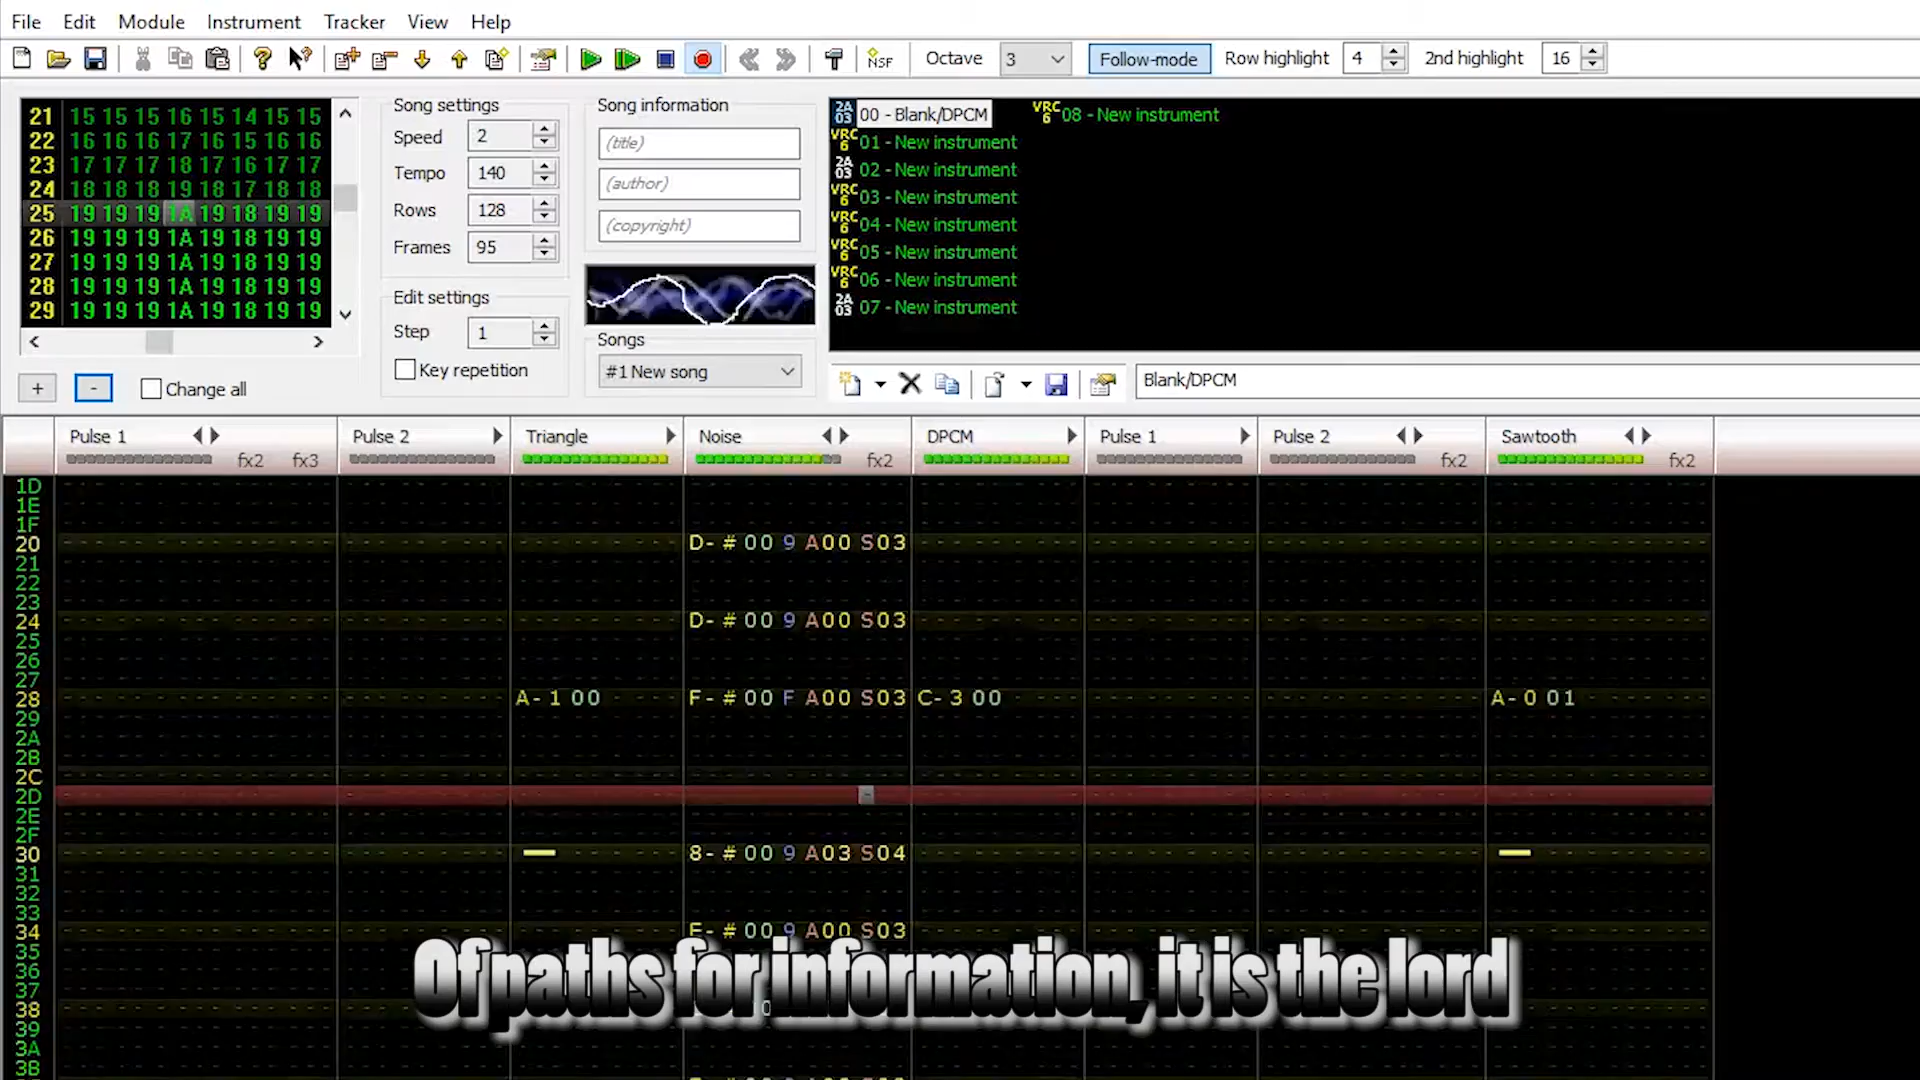 File Edit Module Instrument Tracker View Help
NSF Octave 3 Follow-mode Row highlight 4 2nd highlight 16
21 15 15 15 16 15 14 15 15
22 16 16 16 17 16 15 16 16
23 17 17 17 18 17 16 17 17
24 18 18 18 19 18 17 18 18
25 19 19 19 1A 19 18 19 19
26 19 19 19 1A 19 18 19 19
27 19 19 19 1A 19 18 19 19
28 19 19 19 1A 19 18 19 19
29 19 19 19 1A 19 18 19 19
+ - Change all
Song settings
Speed 2
Tempo 140
Rows 128
Frames 95
Edit settings
Step 1
Key repetition
Song information
(title)
(author)
(copyright)
Songs
#1 New song
2A03 00 - Blank/DPCM
VRC6 01 - New instrument
2A03 02 - New instrument
VRC6 03 - New instrument
VRC6 04 - New instrument
VRC6 05 - New instrument
VRC6 06 - New instrument
2A03 07 - New instrument
VRC6 08 - New instrument
Blank/DPCM
Pulse 1 Pulse 2 Triangle Noise DPCM Pulse 1 Pulse 2 Sawtooth
fx2 fx3 fx2 fx2 fx2
1D
1E
1F
20 D-# 00 9 A00 S03
21
22
23
24 D-# 00 9 A00 S03
25
26
27
28 A-1 00 F-# 00 F A00 S03 C-3 00 A-0 01
29
2A
2B
2C
2D
2E
2F
30 8-# 00 9 A03 S04
31
32
33
34 E-# 00 9 A00 S03
35
36
37
38
39
3A
3B
Of paths for information, it is the lord